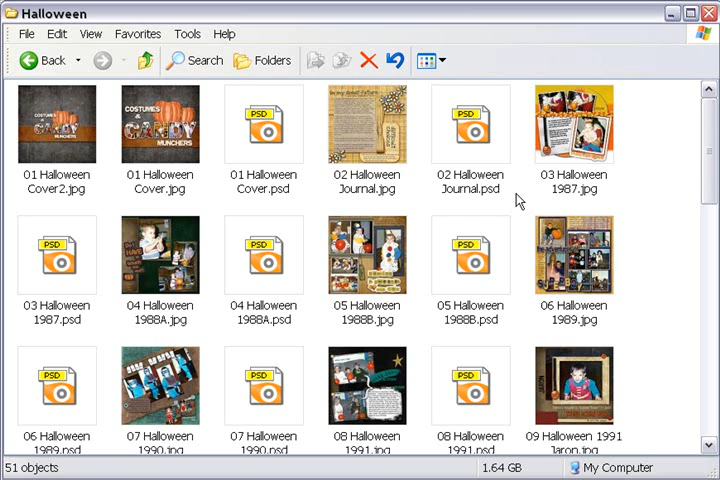 Halloween
File Edit View Favorites Tools Help
Back Search Folders
PSD PSD
COSTUMES & CANDY MUNCHERS
COSTUMES & CANDY MUNCHERS
01 Halloween Cover2.jpg
01 Halloween Cover.jpg
01 Halloween Cover.psd
02 Halloween Journal.jpg
02 Halloween Journal.psd
03 Halloween 1987.jpg
PSD PSD PSD
03 Halloween 1987.psd
04 Halloween 1988A.jpg
04 Halloween 1988A.psd
05 Halloween 1988B.jpg
05 Halloween 1988B.psd
06 Halloween 1989.jpg
PSD PSD PSD
06 Halloween 1989.psd
07 Halloween 1990.jpg
07 Halloween 1990.psd
08 Halloween 1991.jpg
08 Halloween 1991.psd
09 Halloween 1991 Jaron.jpg
51 objects 1.64 GB My Computer